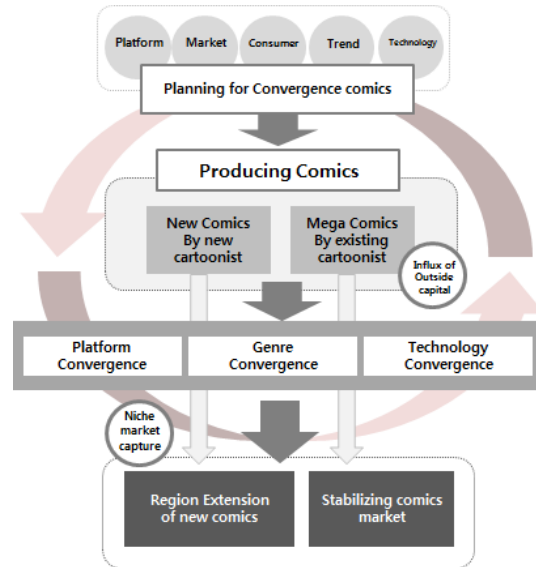 Platform
Market
Consumer
Trend
Technology
Planning for Convergence comics
Producing Comics
New Comics
By new
cartoonist
Mega Comics
By existing
cartoonist
Influx of
Outside
capital
Platform
Convergence
Genre
Convergence
Technology
Convergence
Niche
market
capture
Region Extension
of new comics
Stabilizing comics
market